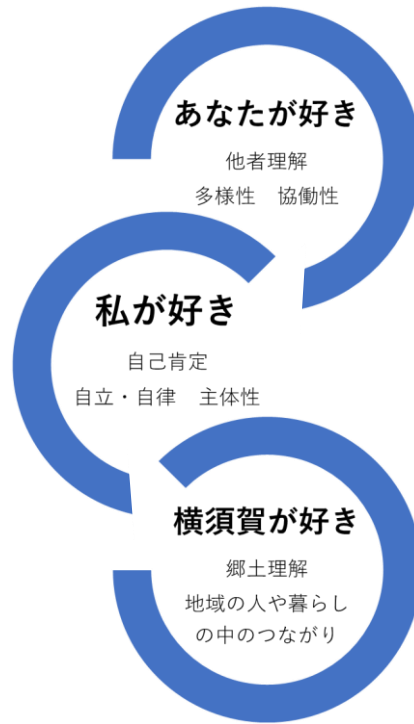 あなたが好き
他者理解
多様性　協働性
私が好き
自己肯定
自立・自律　主体性
横須賀が好き
郷土理解
地域の人や暮らし
の中のつながり